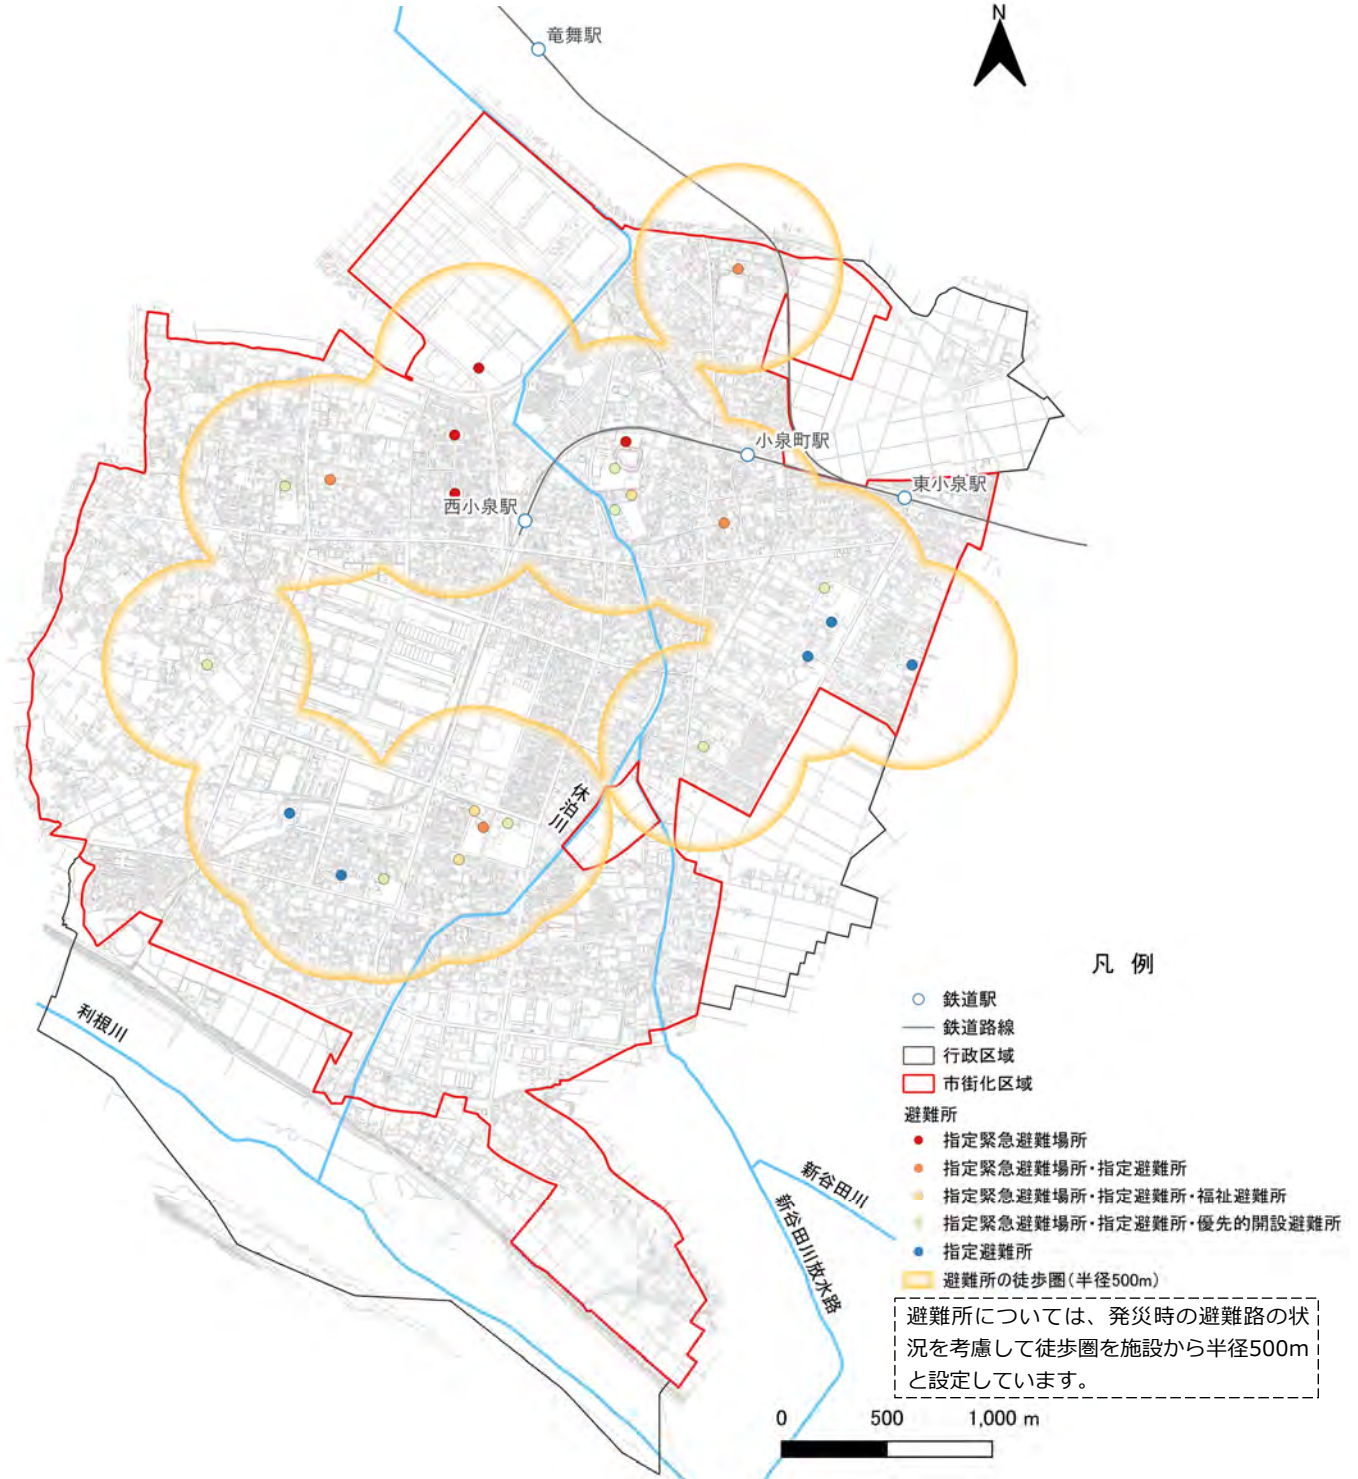 N
竜舞駅
小泉町駅
東小泉駅
西小泉駅
休泊川
利根川
新谷田川
新谷田川放水路
凡 例
鉄道駅
鉄道路線
行政区域
市街化区域
避難所
指定緊急避難場所
指定緊急避難場所・指定避難所
指定緊急避難場所・指定避難所・福祉避難所
指定緊急避難場所・指定避難所・優先的開設避難所
指定避難所
避難所の徒歩圏(半径500m)
避難所については、発災時の避難路の状
況を考慮して徒歩圏を施設から半径500m
と設定しています。
0 500 1,000 m